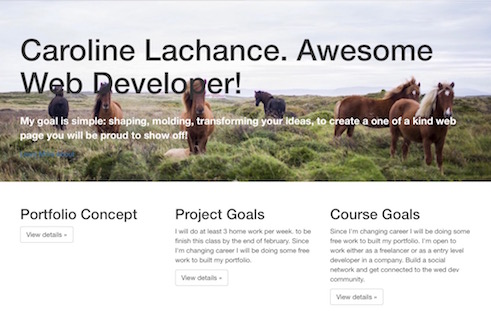 Caroline Lachance. Awesome
Web Developer!
My goal is simple: shaping, molding, transforming your ideas, to create a one of a kind web
page you will be proud to show off!
Portfolio Concept
View details »
Project Goals
I will do at least 3 home work per week. to be
finish this class by the end of february. Since
I'm changing career I will be doing some free
work to built my portfolio.
View details »
Course Goals
Since I'm changing career I will be doing some
free work to built my portfolio. I'm open to
work either as a freelancer or as a entry level
developer in a company. Build a social
network and get connected to the wed dev
community.
View details »